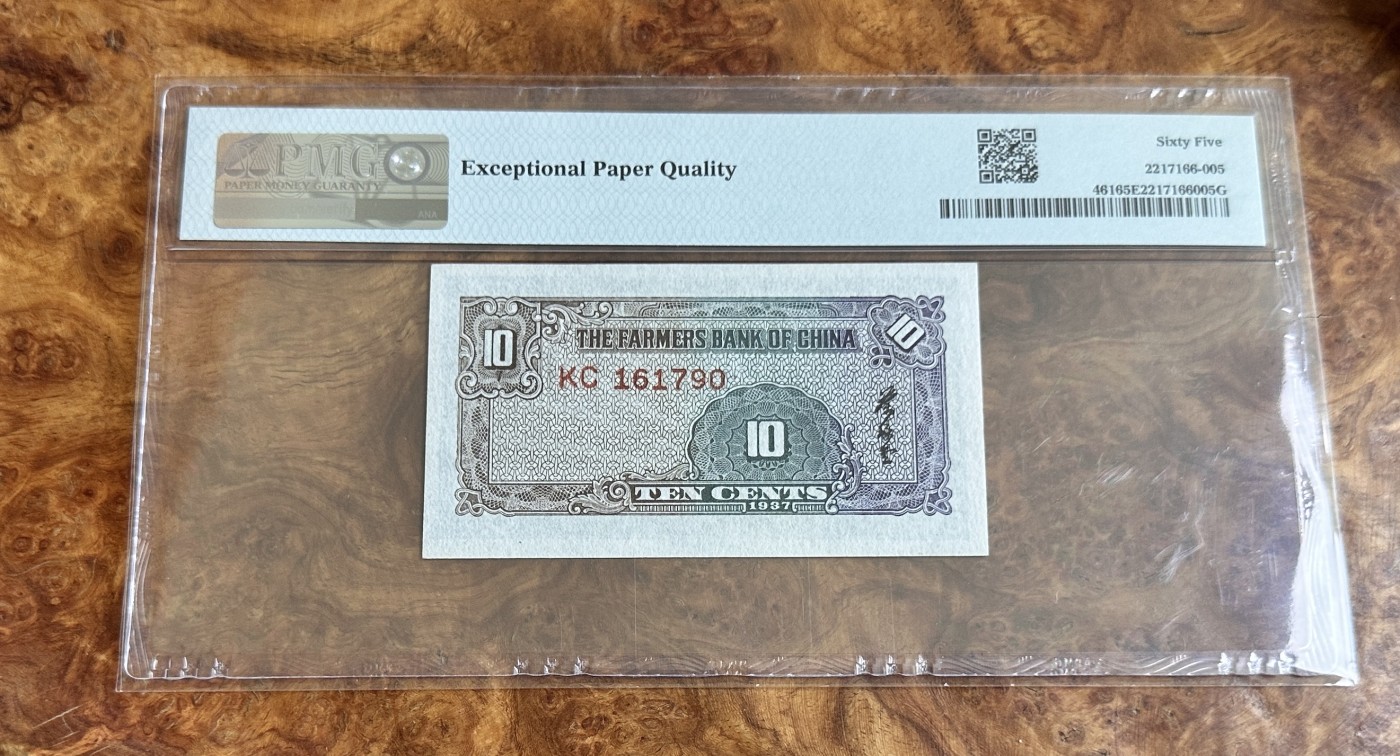 PMG
PAPER MONEY GUARANTY
ANA
Exceptional Paper Quality
Sixty Five
2217166-005
46165E2217166005G
10
THE FARMERS BANK OF CHINA
10
KC 161790
10
TEN CENTS
1937